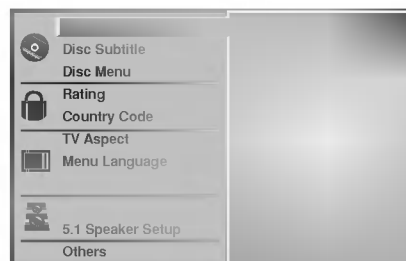 Disc Subtitle
Disc Menu
Rating
Country Code
TV Aspect
Menu Language
5.1 Speaker Setup
Others